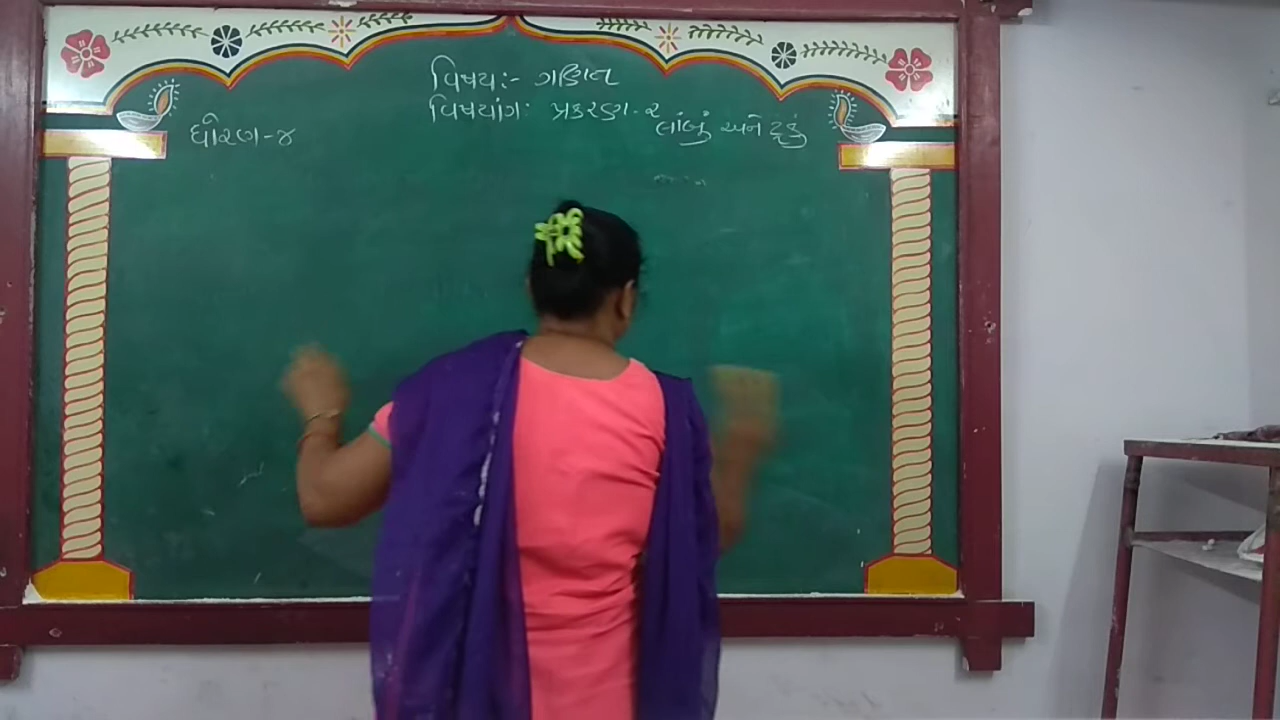 વિષય:- ગણિત
વિષયાંગ: પ્રકરણ-૨
લાંબું અને ટૂંકું
ધોરણ-૪